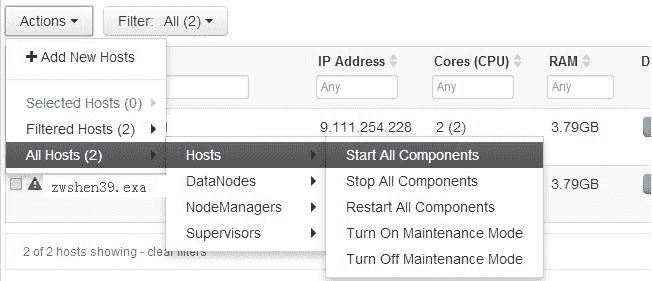 Actions Filter: All (2)
Add New Hosts
IP Address Cores (CPU) RAM D
Any Any Any
Selected Hosts (0)
Filtered Hosts (2) 9.111.254.228 2 (2) 3.79GB
All Hosts (2) Hosts Start All Components
zwshen39.exa DataNodes Stop All Components 3.79GB
NodeManagers Restart All Components
Supervisors Turn On Maintenance Mode
2 of 2 hosts showing - clear filters Turn Off Maintenance Mode